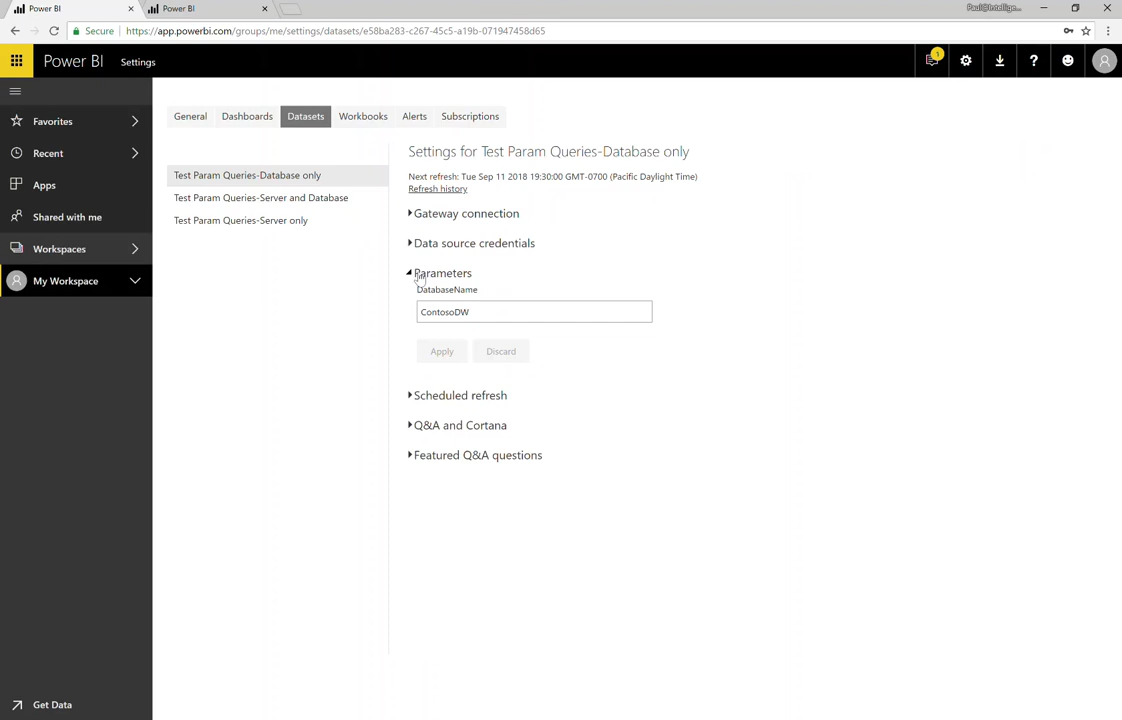 Power BI
Power BI
Paul@Intellige...
Secure | https://app.powerbi.com/groups/me/settings/datasets/e58ba283-c267-45c5-a19b-071947458d65
Power BI Settings
1
?
Favorites
Recent
Apps
Shared with me
Workspaces
My Workspace
Get Data
General Dashboards Datasets Workbooks Alerts Subscriptions
Test Param Queries-Database only
Test Param Queries-Server and Database
Test Param Queries-Server only
Settings for Test Param Queries-Database only
Next refresh: Tue Sep 11 2018 19:30:00 GMT-0700 (Pacific Daylight Time)
Refresh history
Gateway connection
Data source credentials
Parameters
DatabaseName
ContosoDW
Apply Discard
Scheduled refresh
Q&A and Cortana
Featured Q&A questions